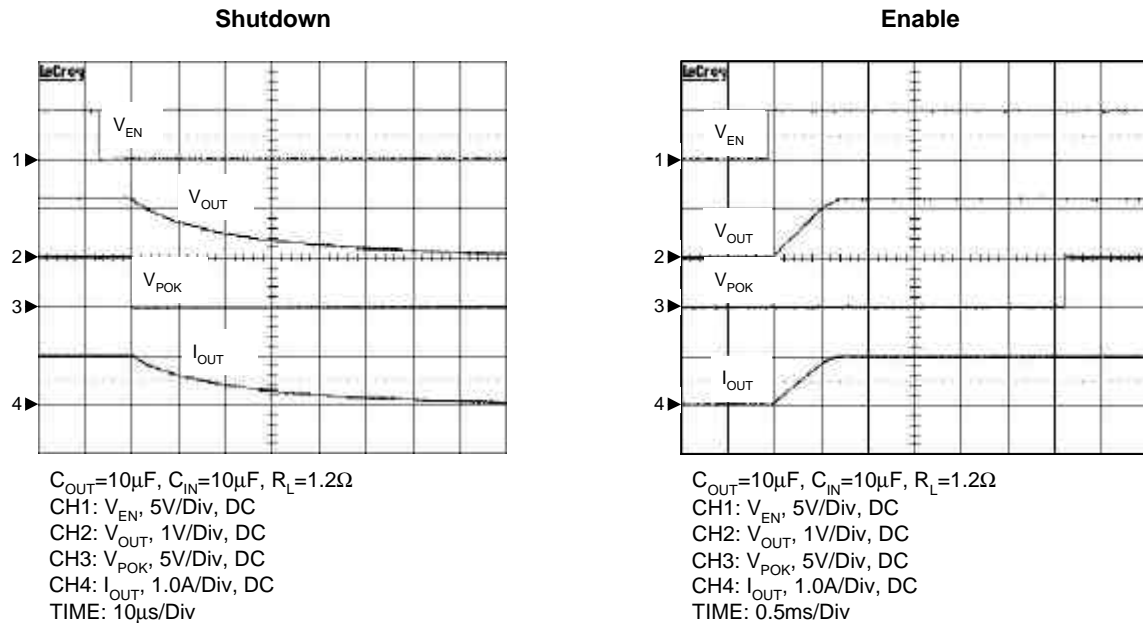 Shutdown
LeCroy
V_EN
1
V_OUT
2
V_POK
3
I_OUT
4
C_OUT=10μF, C_IN=10μF, R_L=1.2Ω
CH1: V_EN, 5V/Div, DC
CH2: V_OUT, 1V/Div, DC
CH3: V_POK, 5V/Div, DC
CH4: I_OUT, 1.0A/Div, DC
TIME: 10μs/Div
Enable
LeCroy
V_EN
1
V_OUT
2
V_POK
3
I_OUT
4
C_OUT=10μF, C_IN=10μF, R_L=1.2Ω
CH1: V_EN, 5V/Div, DC
CH2: V_OUT, 1V/Div, DC
CH3: V_POK, 5V/Div, DC
CH4: I_OUT, 1.0A/Div, DC
TIME: 0.5ms/Div